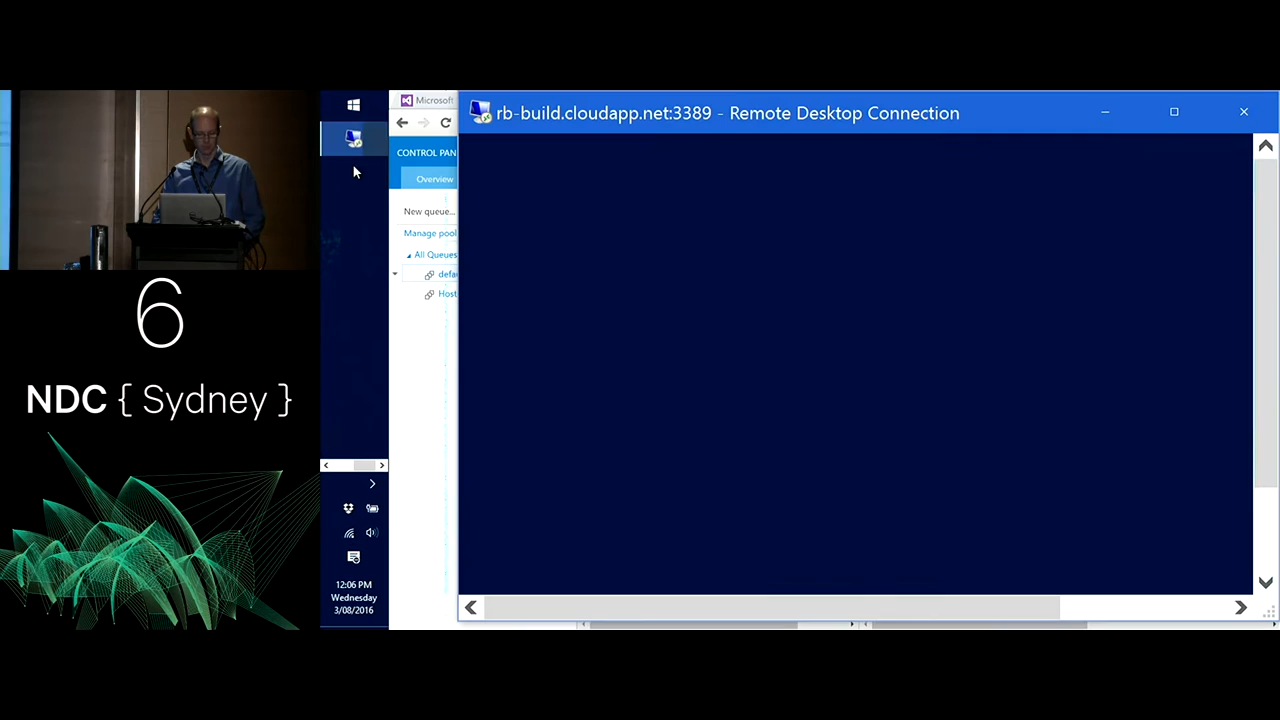 6
NDC { Sydney }
Microsoft
CONTROL PAN
Overview
New queue...
Manage pool
All Queues
defau
Host
12:06 PM
Wednesday
3/08/2016
rb-build.cloudapp.net:3389 - Remote Desktop Connection